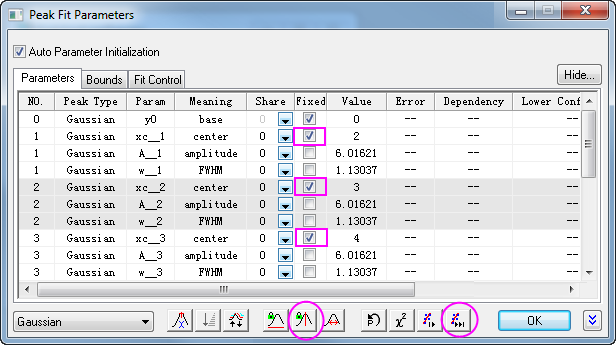 Peak Fit Parameters
Auto Parameter Initialization
Parameters Bounds Fit Control Hide...
NO. Peak Type Param Meaning Share Fixed Value Error Dependency Lower Conf
0 Gaussian y0 base 0 0 -- -- --
1 Gaussian xc__1 center 0 2 -- -- --
1 Gaussian A__1 amplitude 0 6.01621 -- -- --
1 Gaussian w__1 FWHM 0 1.13037 -- -- --
2 Gaussian xc__2 center 0 3 -- -- --
2 Gaussian A__2 amplitude 0 6.01621 -- -- --
2 Gaussian w__2 FWHM 0 1.13037 -- -- --
3 Gaussian xc__3 center 0 4 -- -- --
3 Gaussian A__3 amplitude 0 6.01621 -- -- --
3 Gaussian w__3 FWHM 0 1.13037 -- -- --
Gaussian P χ² OK